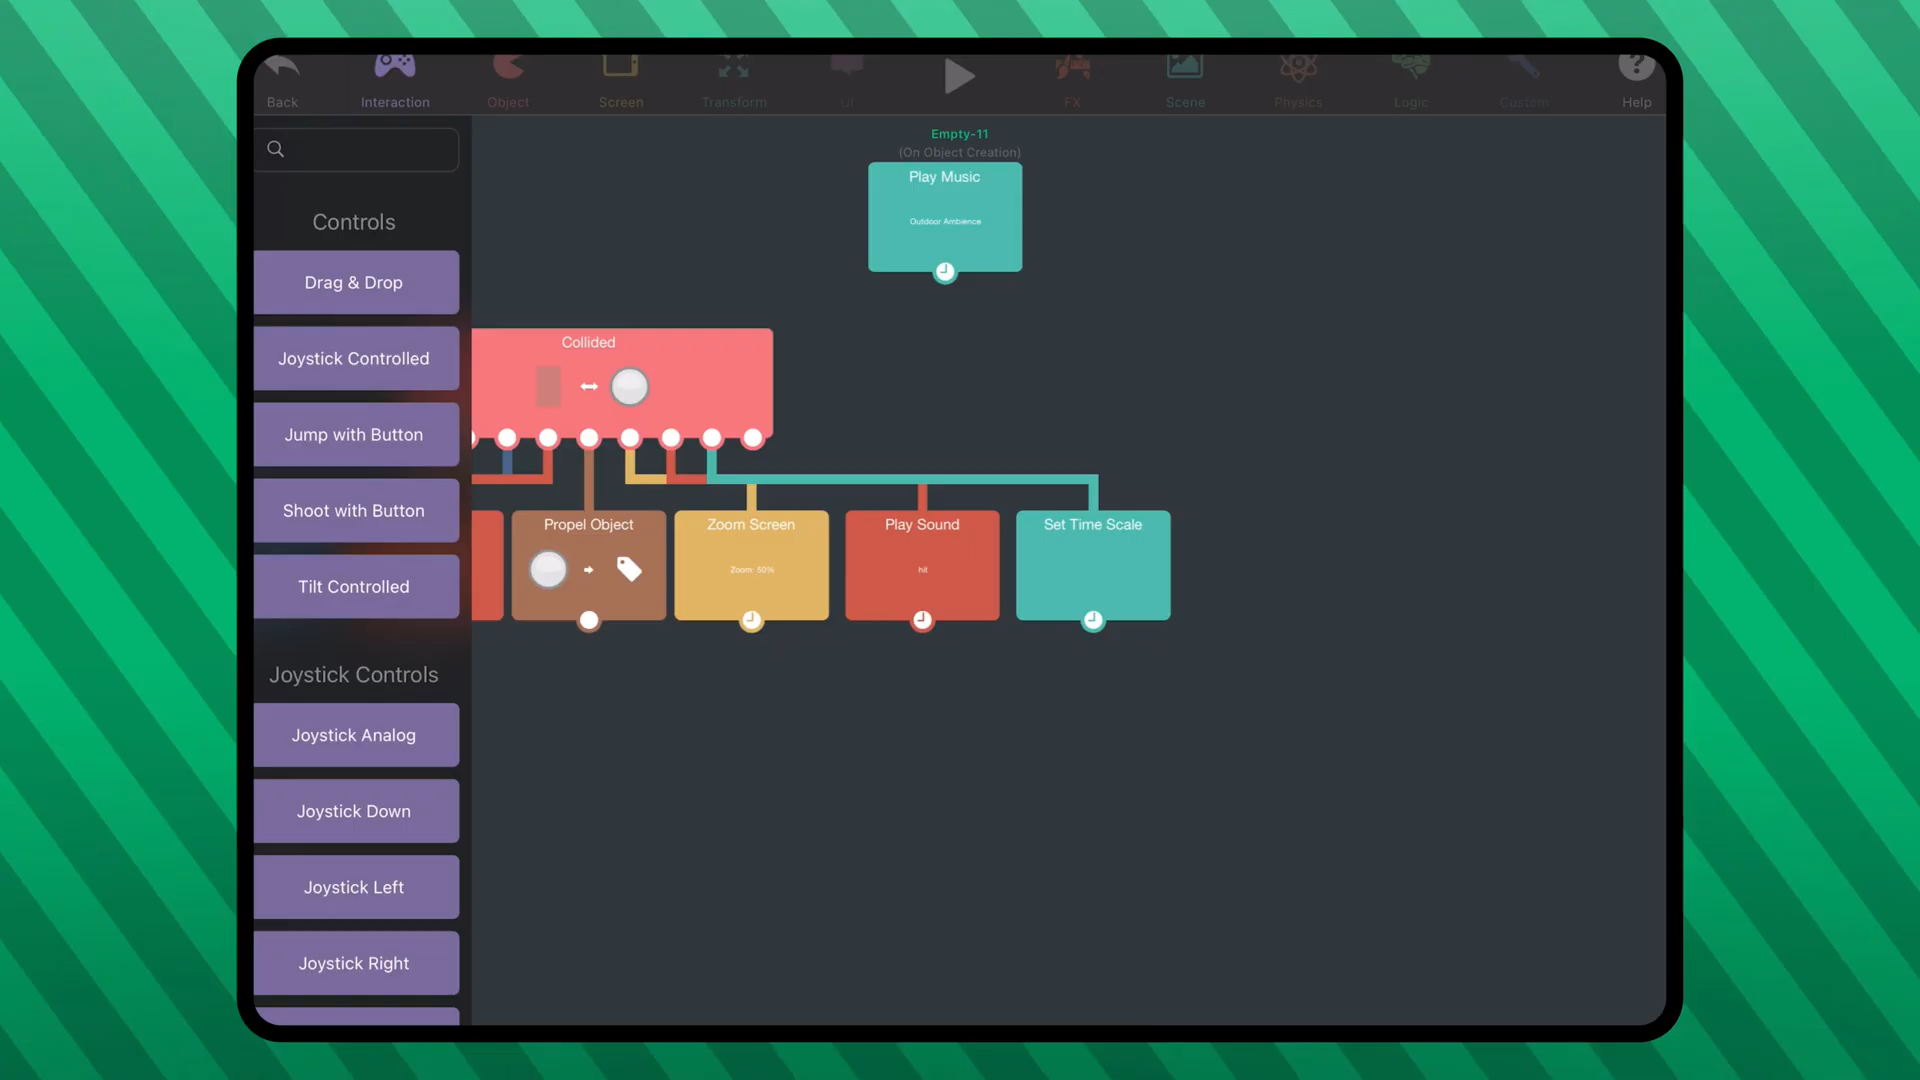 Back
Interaction
Object
Screen
Transform
UI
FX
Scene
Physics
Logic
Custom
Help
Empty-11
(On Object Creation)
Play Music
Outdoor Ambience
Controls
Drag & Drop
Joystick Controlled
Jump with Button
Shoot with Button
Tilt Controlled
Joystick Controls
Joystick Analog
Joystick Down
Joystick Left
Joystick Right
Collided
Propel Object
Zoom Screen
Zoom: 50%
Play Sound
hit
Set Time Scale